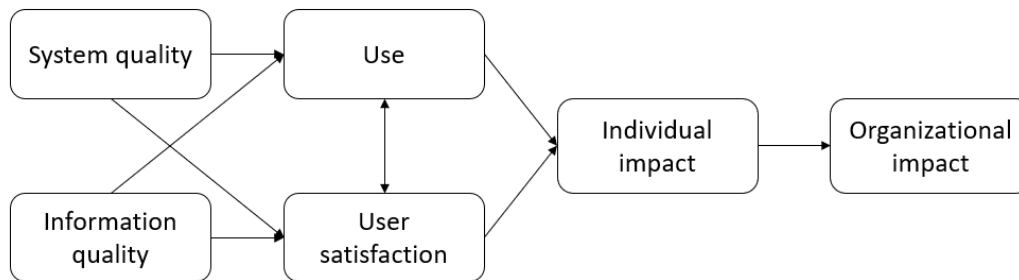 System quality
Use
Individual
impact
Organizational
impact
Information
quality
User
satisfaction